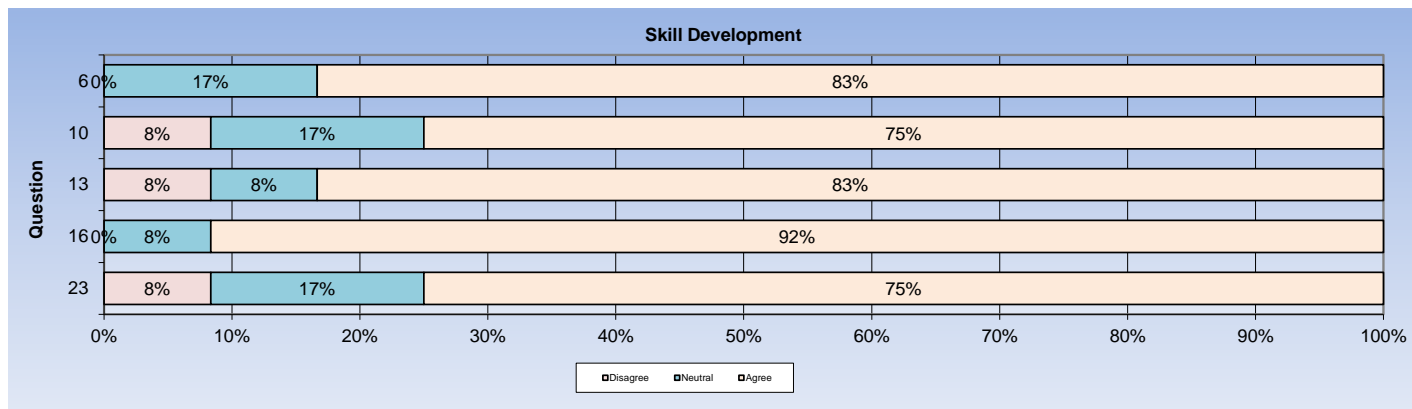 Skill Development
Question
6 0% 17% 83%
10 8% 17% 75%
13 8% 8% 83%
16 0% 8% 92%
23 8% 17% 75%
0% 10% 20% 30% 40% 50% 60% 70% 80% 90% 100%
Disagree Neutral Agree